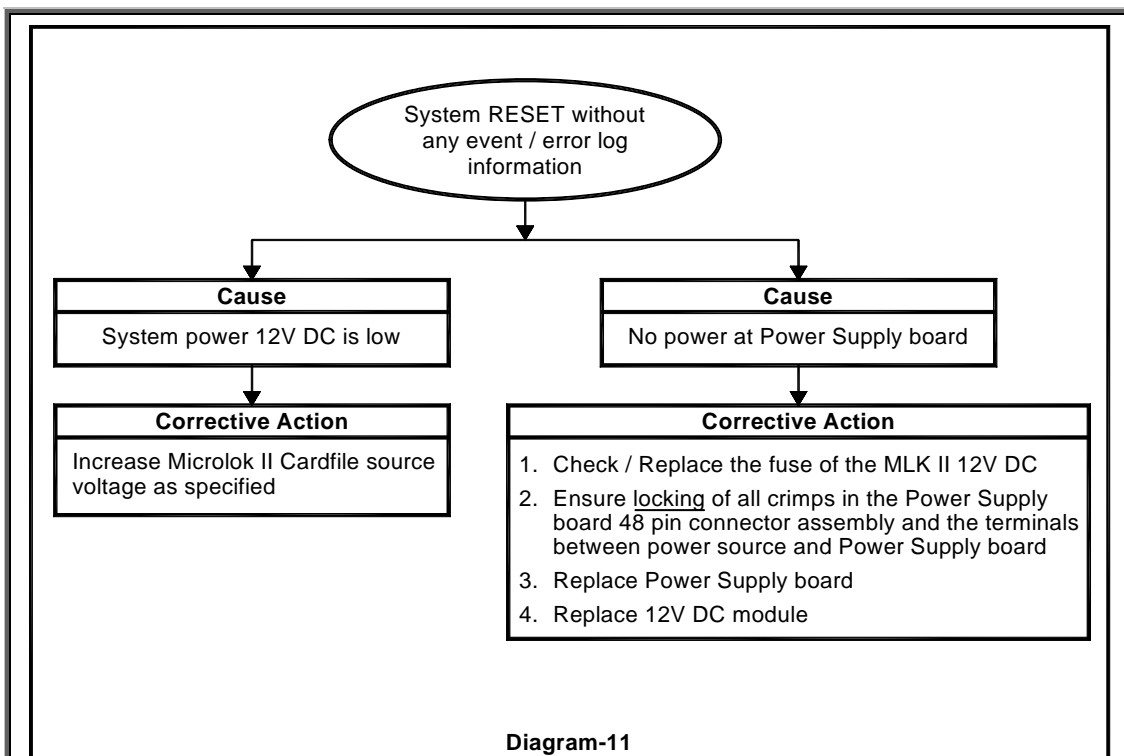 System RESET without
any event / error log
information
Cause
System power 12V DC is low
Corrective Action
Increase Microlok II Cardfile source
voltage as specified
Cause
No power at Power Supply board
Corrective Action
1. Check / Replace the fuse of the MLK II 12V DC
2. Ensure locking of all crimps in the Power Supply
board 48 pin connector assembly and the terminals
between power source and Power Supply board
3. Replace Power Supply board
4. Replace 12V DC module
Diagram-11